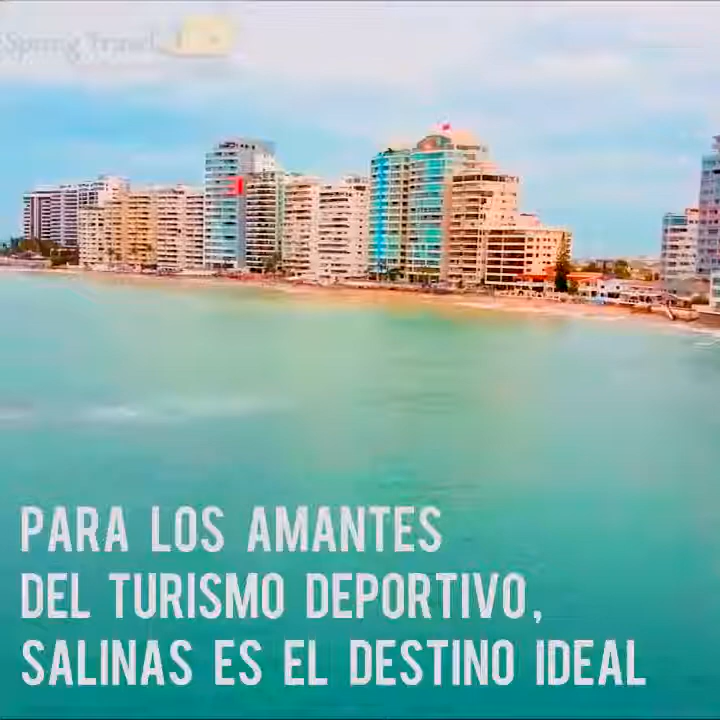 Spring Travel
PARA LOS AMANTES
DEL TURISMO DEPORTIVO,
SALINAS ES EL DESTINO IDEAL